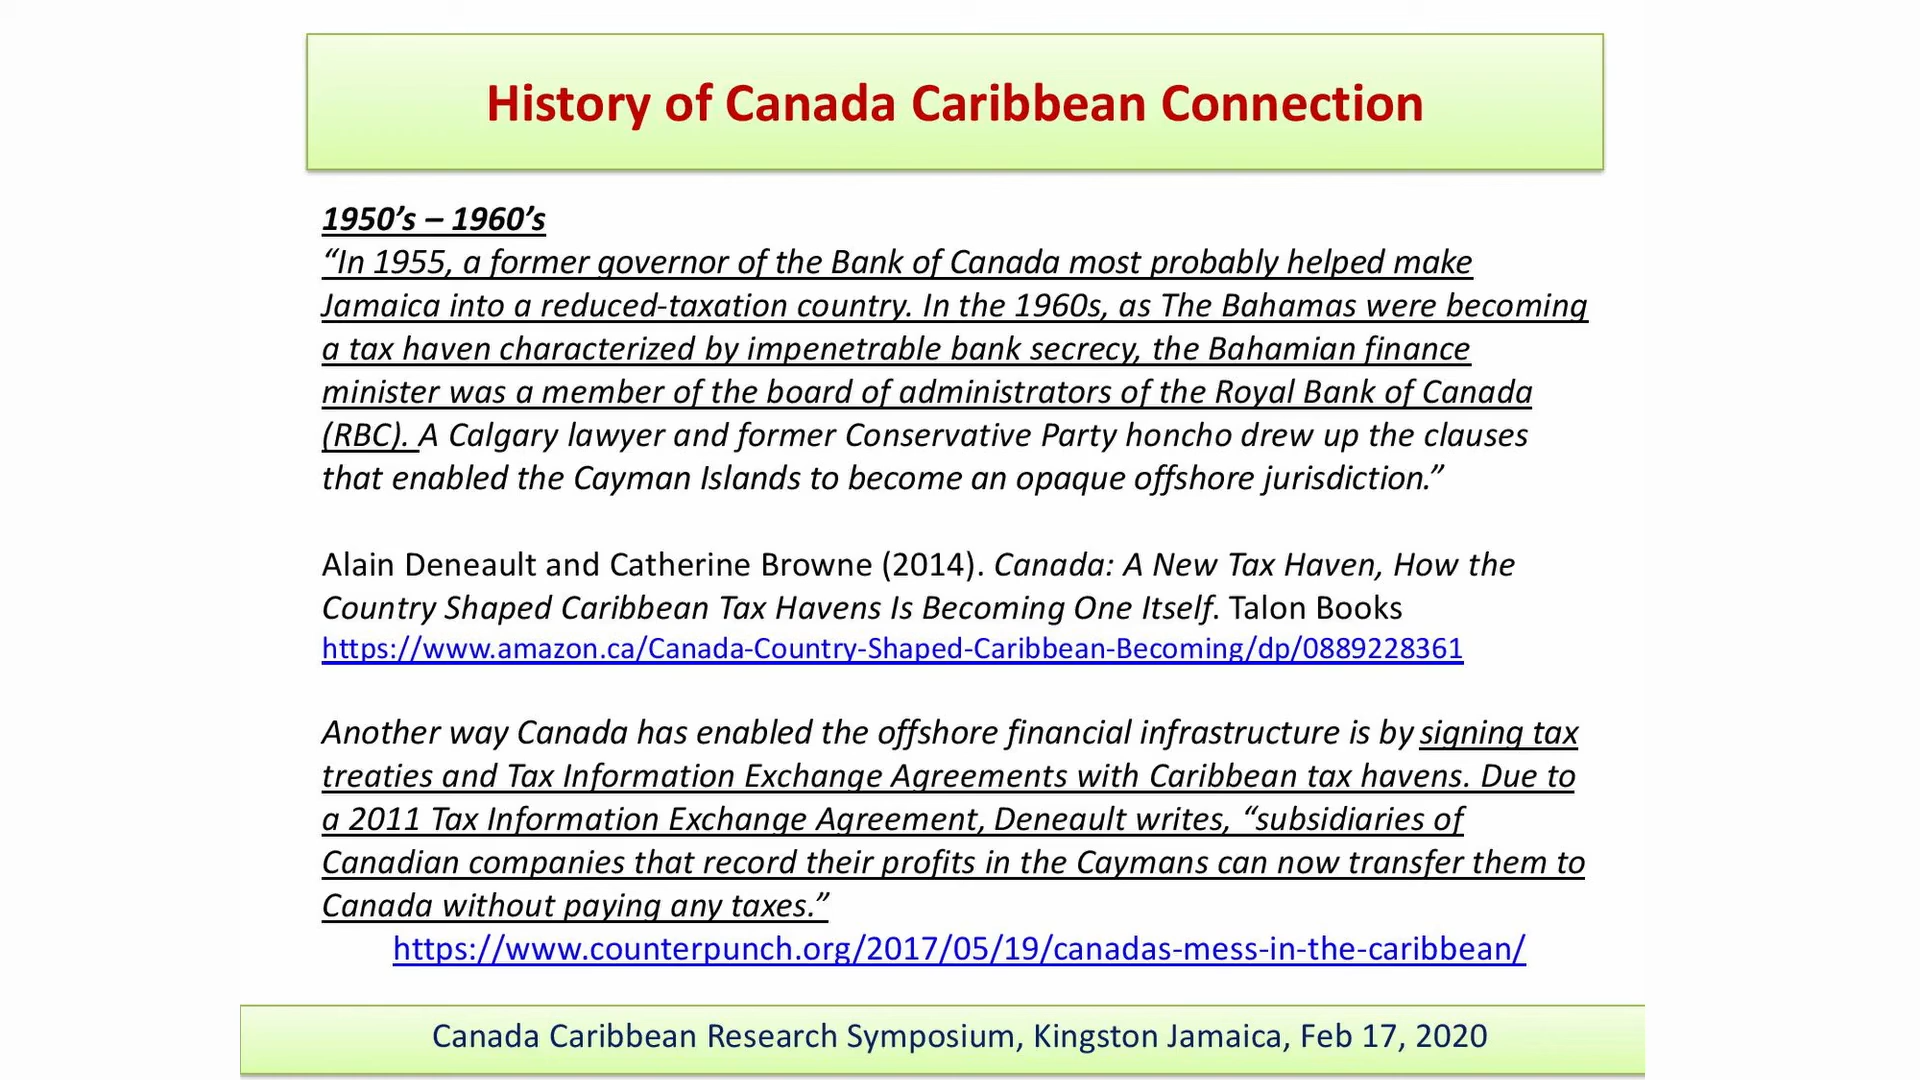 History of Canada Caribbean Connection
1950’s – 1960’s
“In 1955, a former governor of the Bank of Canada most probably helped make
Jamaica into a reduced-taxation country. In the 1960s, as The Bahamas were becoming
a tax haven characterized by impenetrable bank secrecy, the Bahamian finance
minister was a member of the board of administrators of the Royal Bank of Canada
(RBC). A Calgary lawyer and former Conservative Party honcho drew up the clauses
that enabled the Cayman Islands to become an opaque offshore jurisdiction.”
Alain Deneault and Catherine Browne (2014). Canada: A New Tax Haven, How the
Country Shaped Caribbean Tax Havens Is Becoming One Itself. Talon Books
https://www.amazon.ca/Canada-Country-Shaped-Caribbean-Becoming/dp/0889228361
Another way Canada has enabled the offshore financial infrastructure is by signing tax
treaties and Tax Information Exchange Agreements with Caribbean tax havens. Due to
a 2011 Tax Information Exchange Agreement, Deneault writes, “subsidiaries of
Canadian companies that record their profits in the Caymans can now transfer them to
Canada without paying any taxes.”
https://www.counterpunch.org/2017/05/19/canadas-mess-in-the-caribbean/
Canada Caribbean Research Symposium, Kingston Jamaica, Feb 17, 2020